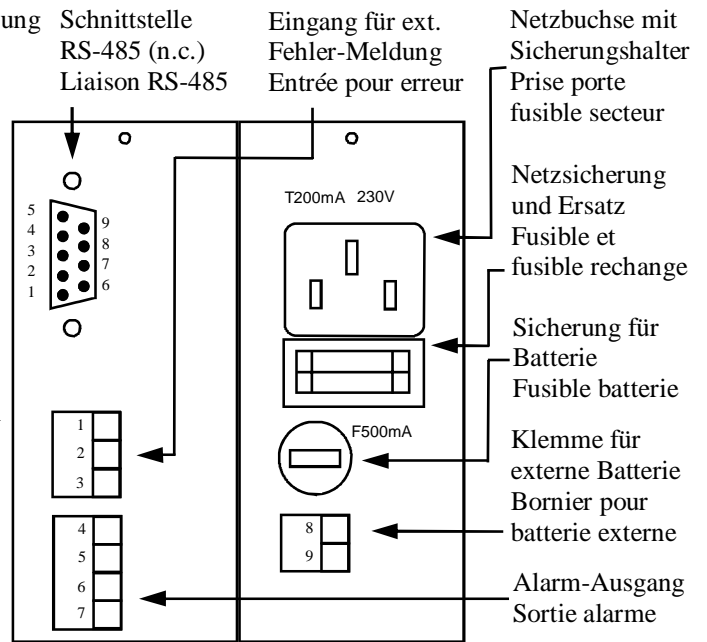 ung
Schnittstelle
RS-485 (n.c.)
Liaison RS-485
Eingang für ext.
Fehler-Meldung
Entrée pour erreur
Netzbuchse mit
Sicherungshalter
Prise porte
fusible secteur
T200mA 230V
Netzsicherung
und Ersatz
Fusible et
fusible rechange
5
4
3
2
1
9
8
7
6
Sicherung für
Batterie
Fusible batterie
F500mA
1
2
3
Klemme für
externe Batterie
Bornier pour
batterie externe
8
9
4
5
6
7
Alarm-Ausgang
Sortie alarme